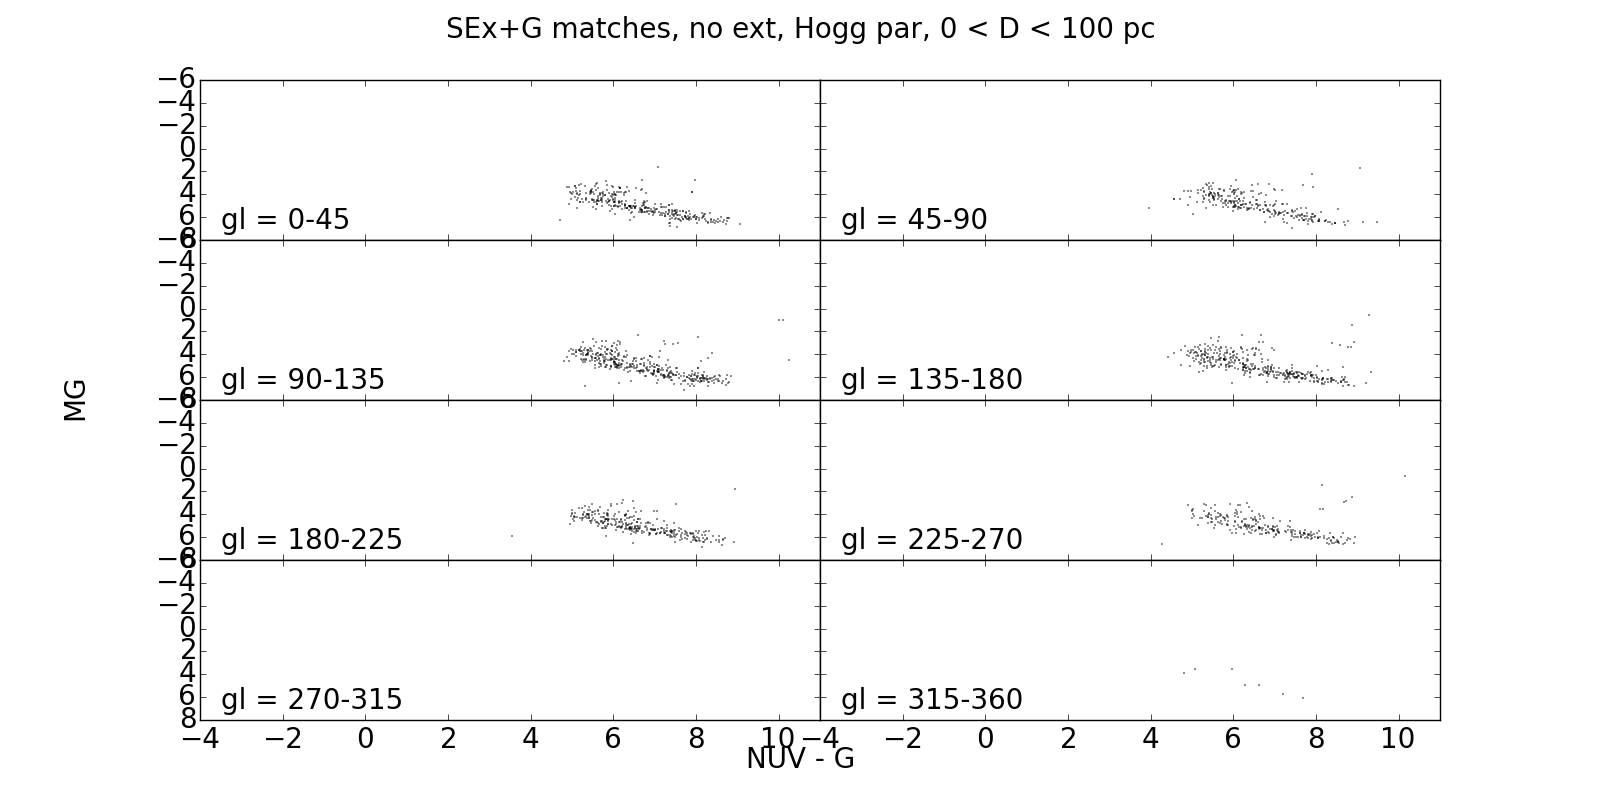 SEx+G matches, no ext, Hogg par, 0 < D < 100 pc
−6
−4
−2
0
2
4
6
8
gl = 0-45
gl = 45-90
−6
−4
−2
0
2
4
6
8
gl = 90-135
gl = 135-180
MG
−6
−4
−2
0
2
4
6
8
gl = 180-225
gl = 225-270
−6
−4
−2
0
2
4
6
8
gl = 270-315
gl = 315-360
−4 −2 0 2 4 6 8 10 −4 −2 0 2 4 6 8 10
NUV - G